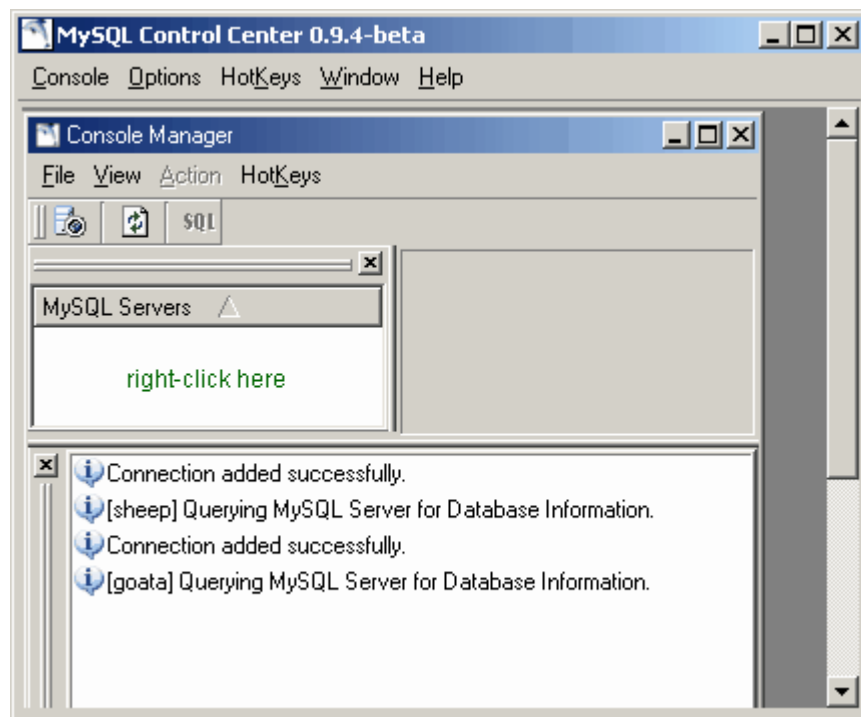 MySQL Control Center 0.9.4-beta
Console Options HotKeys Window Help
Console Manager
File View Action HotKeys
SQL
MySQL Servers
right-click here
Connection added successfully.
[sheep] Querying MySQL Server for Database Information.
Connection added successfully.
[goata] Querying MySQL Server for Database Information.